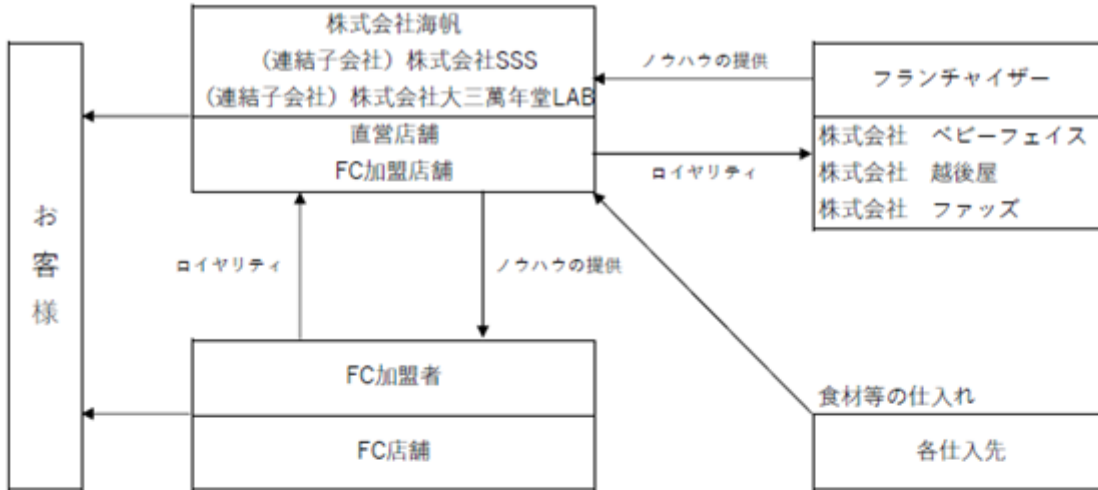 株式会社海帆
(連結子会社)株式会社SSS
(連結子会社)株式会社大三萬年堂LAB
直営店舗
FC加盟店舗
ノウハウの提供
ロイヤリティ
フランチャイザー
株式会社　ベビーフェイス
株式会社　越後屋
株式会社　ファッズ
お客様
ロイヤリティ
ノウハウの提供
FC加盟者
FC店舗
食材等の仕入れ
各仕入先